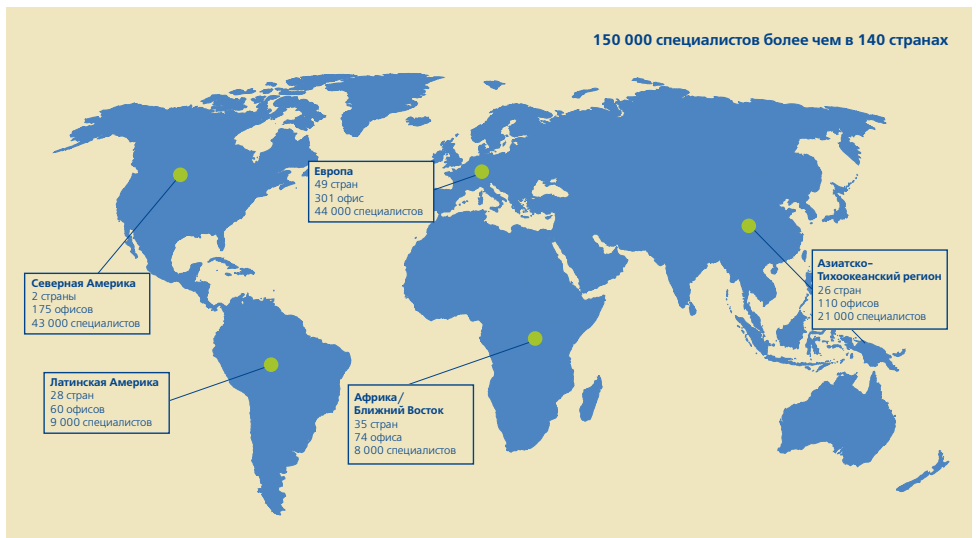 150 000 специалистов более чем в 140 странах
Европа
49 стран
301 офис
44 000 специалистов
Азиатско–
Тихоокеанский регион
26 стран
110 офисов
21 000 специалистов
Северная Америка
2 страны
175 офисов
43 000 специалистов
Латинская Америка
28 стран
60 офисов
9 000 специалистов
Африка/
Ближний Восток
35 стран
74 офиса
8 000 специалистов